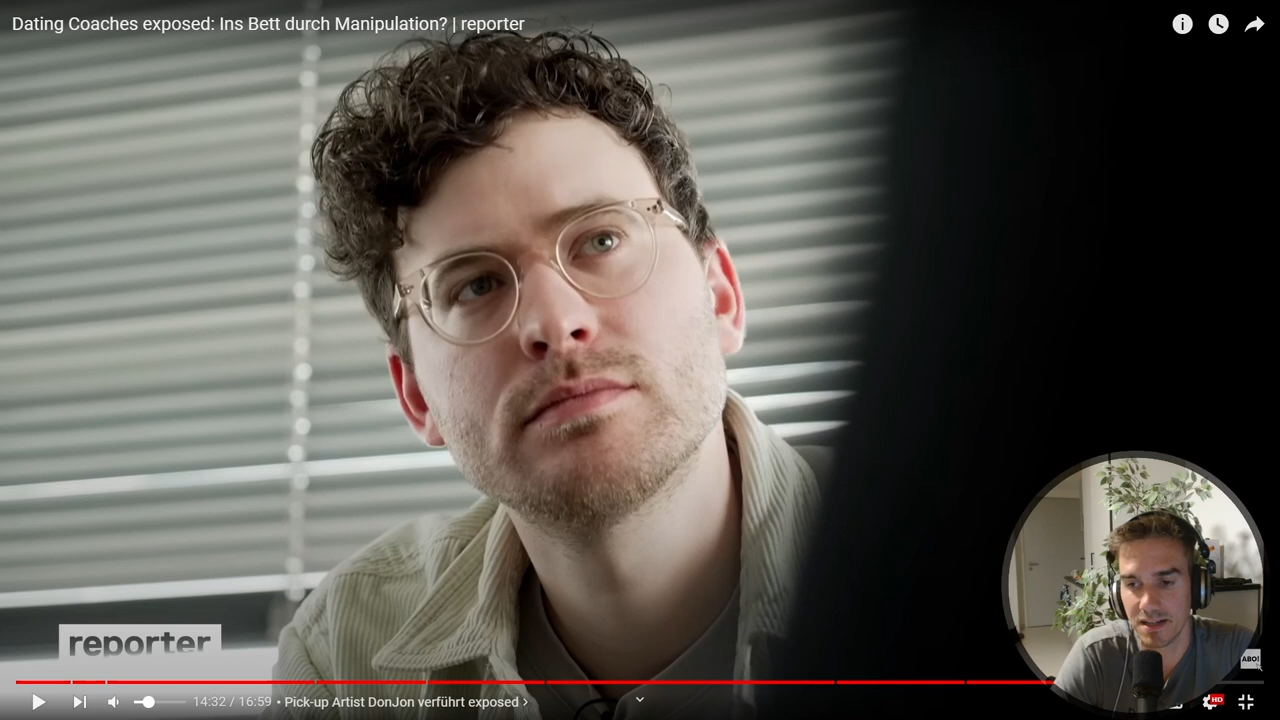 Dating Coaches exposed: Ins Bett durch Manipulation? | reporter
reporter
ABO!
14:32 / 16:59 • Pick-up Artist DonJon verführt exposed >
HD